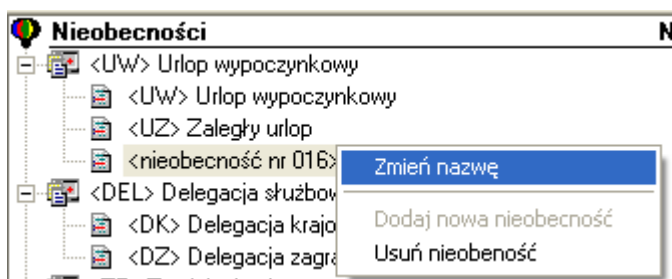 Nieobecności N
<UW> Urlop wypoczynkowy
<UW> Urlop wypoczynkowy
<UZ> Zaległy urlop
<nieobecność nr 016>
Zmień nazwę
<DEL> Delegacja służbow
Dodaj nowa nieobecność
<DK> Delegacja krajo
Usuń nieobeność
<DZ> Delegacja zagra